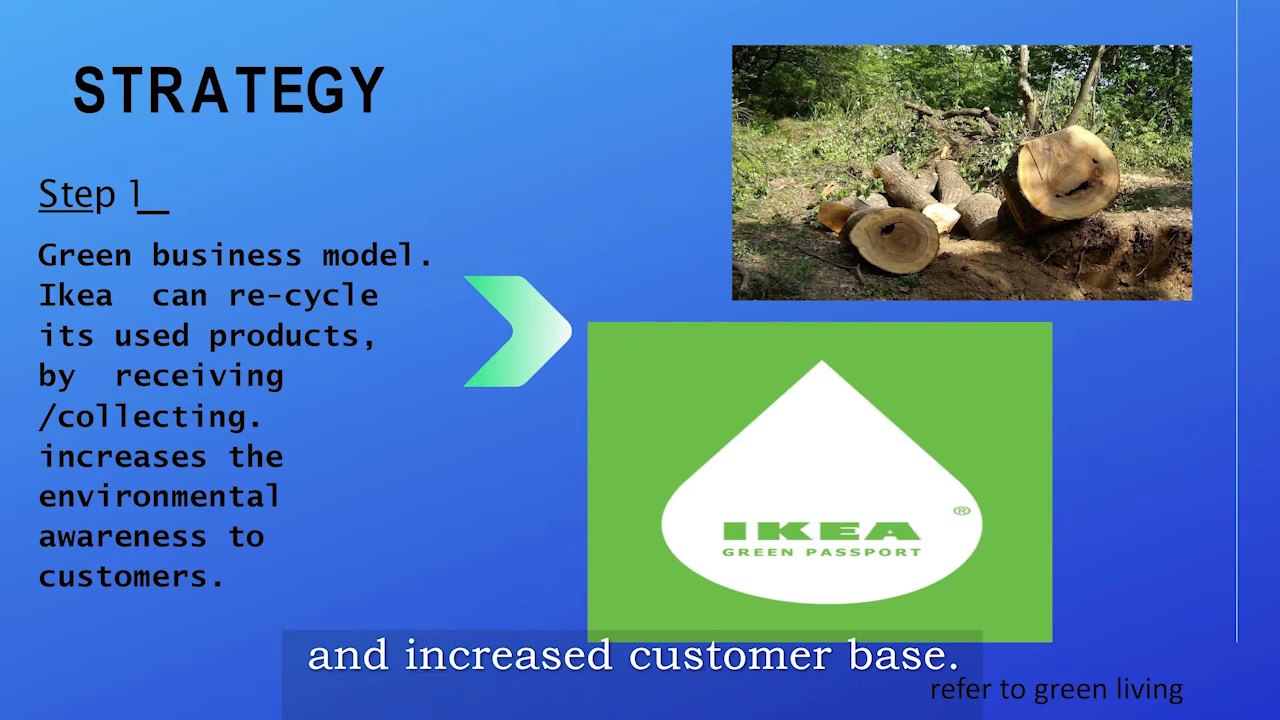 STRATEGY
Step 1
Green business model.
Ikea can re-cycle
its used products,
by receiving
/collecting.
increases the
environmental
awareness to
customers.
IKEA
®
GREEN PASSPORT
and increased customer base.
refer to green living